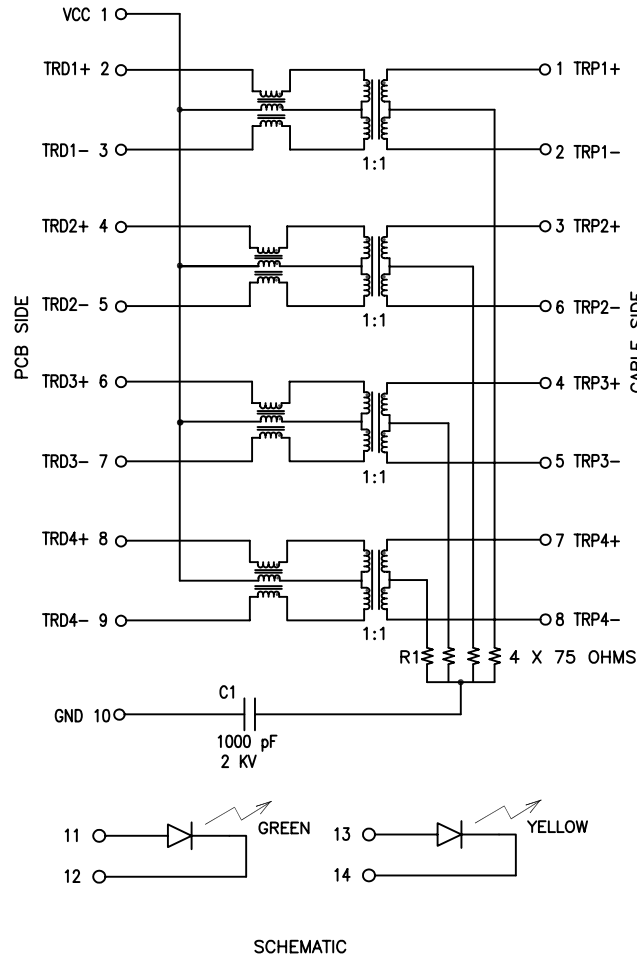 VCC 1
TRD1+ 2
1 TRP1+
TRD1- 3
2 TRP1-
1:1
TRD2+ 4
3 TRP2+
TRD2- 5
6 TRP2-
1:1
PCB SIDE
CABLE SIDE
TRD3+ 6
4 TRP3+
TRD3- 7
5 TRP3-
1:1
TRD4+ 8
7 TRP4+
TRD4- 9
8 TRP4-
1:1
R1 4 X 75 OHMS
C1
GND 10
1000 pF
2 KV
11 GREEN
12
13 YELLOW
14
SCHEMATIC